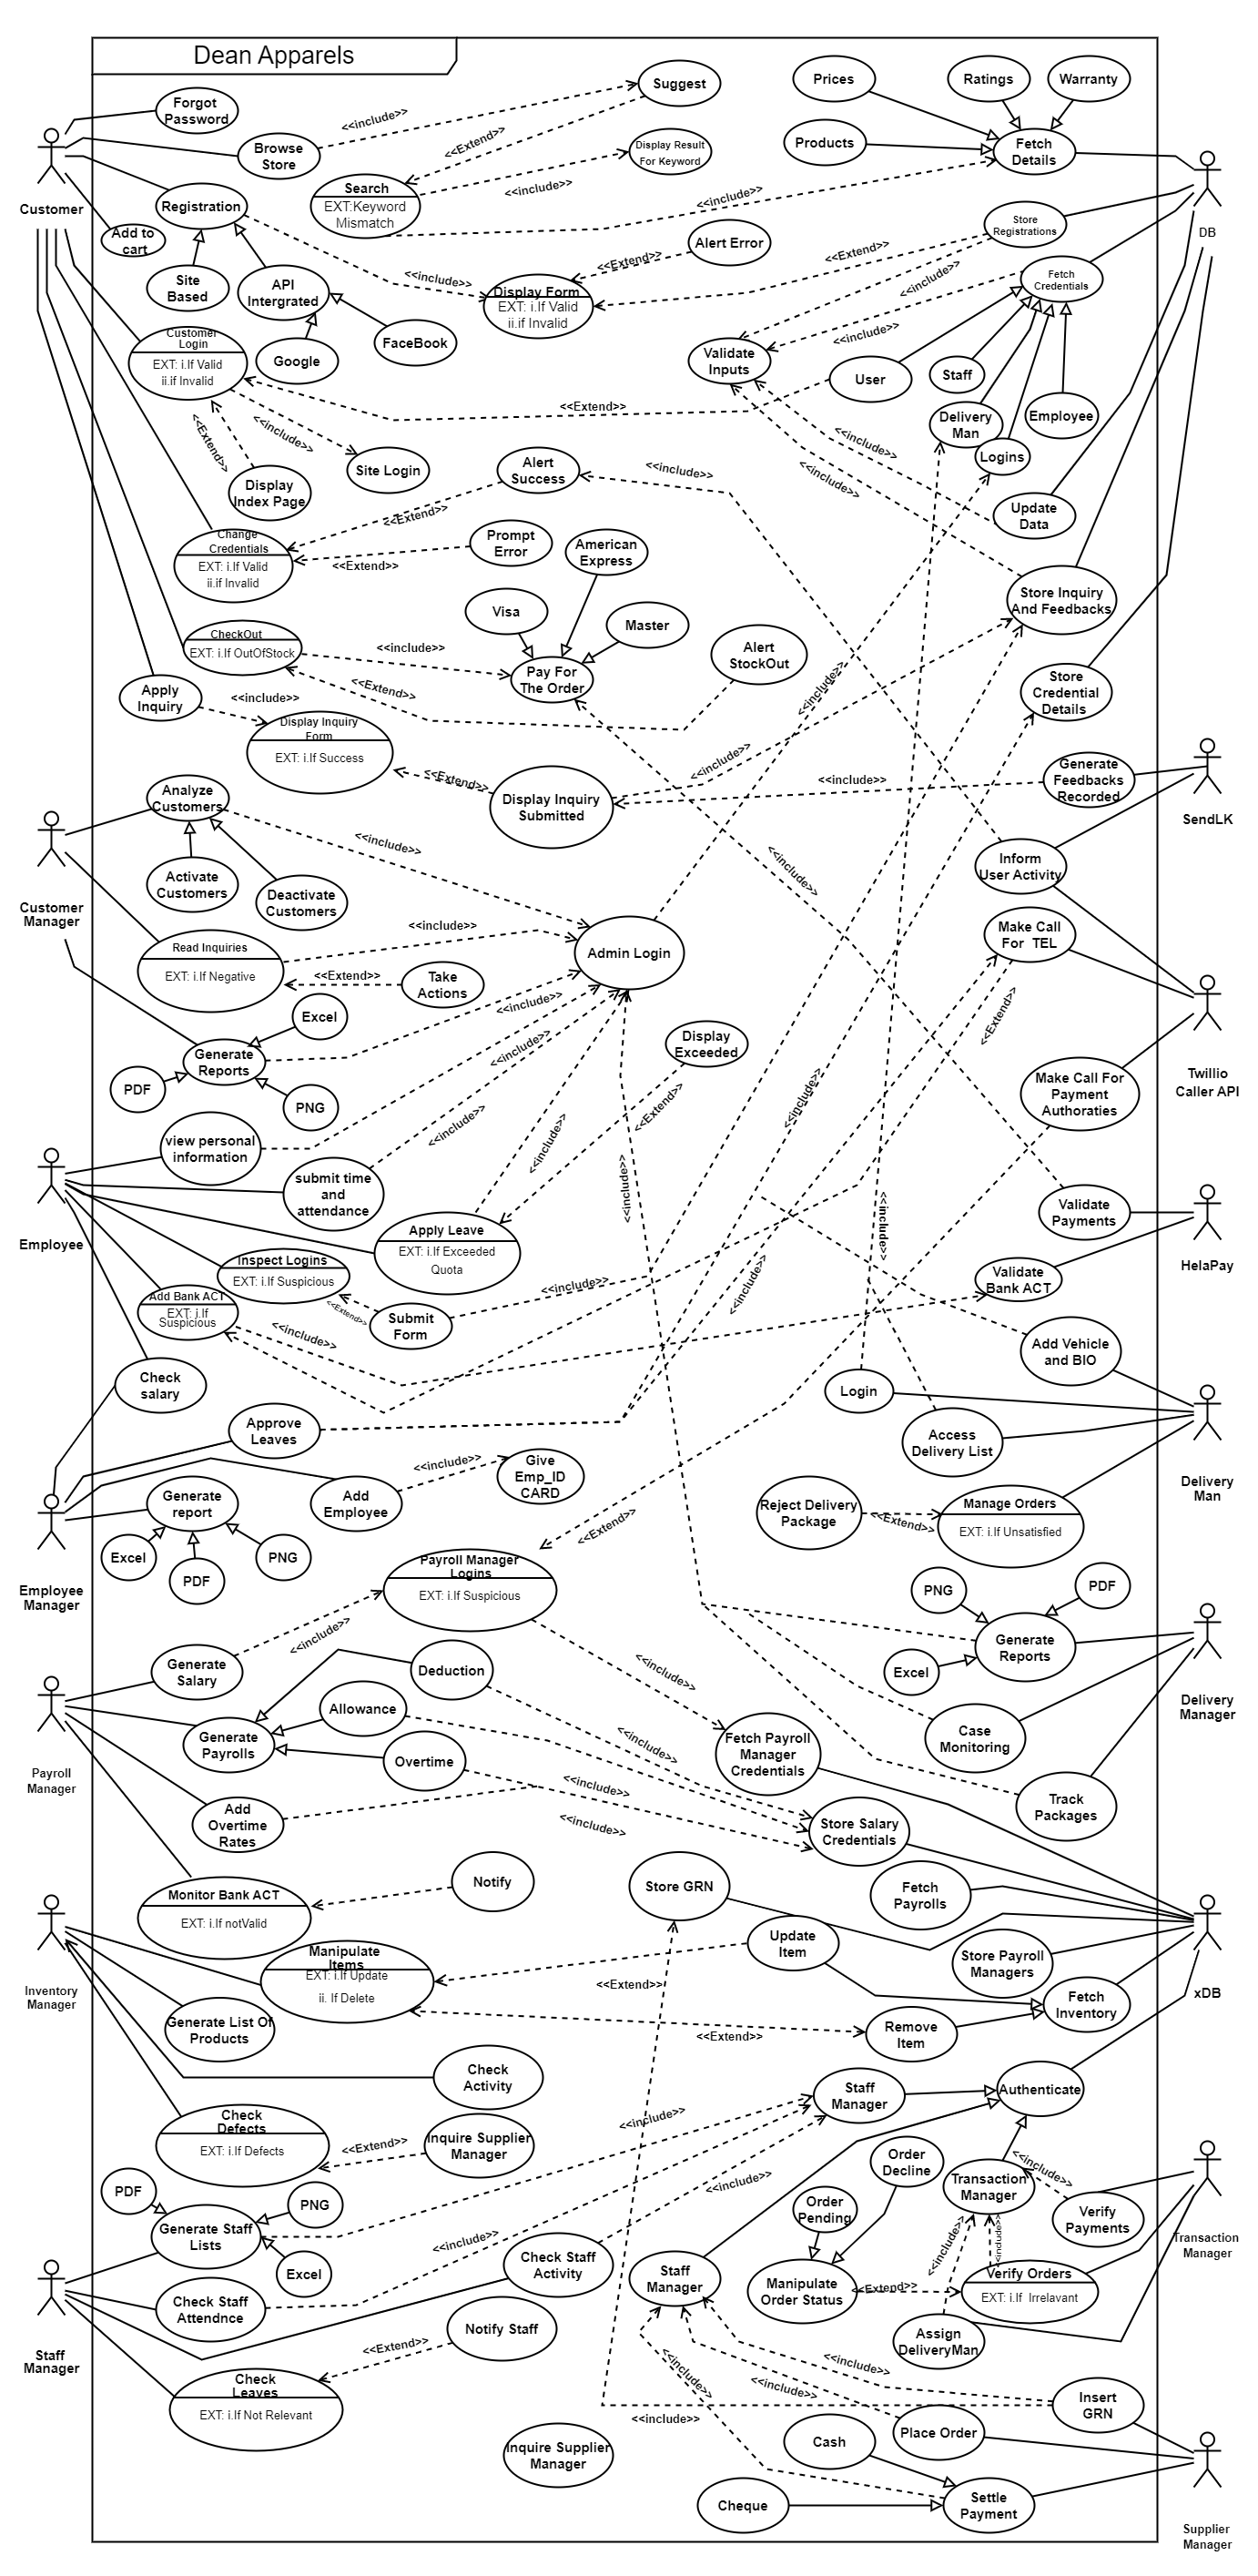 Dean Apparels
Forgot
Password
Browse
Store
Suggest
Prices
Ratings
Warranty
Products
Fetch
Details
<<include>>
<<Extend>>
Display Result
For Keyword
Customer
Search
EXT:Keyword
Mismatch
<<include>>
<<include>>
Registration
Add to
cart
Store
Registrations
DB
Alert Error
<<Extend>>
<<Extend>>
Site
Based
API
Intergrated
<<include>>
Display Form
EXT: i.If Valid
ii.if Invalid
Fetch
Credentials
<<include>>
<<include>>
Customer
Login
EXT: i.If Valid
ii.if Invalid
Google
FaceBook
Validate
Inputs
User
Staff
Delivery
Man
Employee
Logins
<<Extend>>
<<Extend>>
<<include>>
Site Login
Display
Index Page
Alert
Success
<<include>>
<<include>>
<<include>>
Update
Data
<<Extend>>
Change
Credentials
EXT: i.If Valid
ii.if Invalid
Prompt
Error
<<Extend>>
American
Express
Visa
Master
Store Inquiry
And Feedbacks
CheckOut
EXT: i.If OutOfStock
<<include>>
Pay For
The Order
Alert
StockOut
<<Extend>>
<<include>>
Store
Credential
Details
Apply
Inquiry
<<include>>
Display Inquiry
Form
EXT: i.If Success
<<Extend>>
Display Inquiry
Submitted
<<include>>
<<include>>
Generate
Feedbacks
Recorded
SendLK
Analyze
Customers
Activate
Customers
Deactivate
Customers
<<include>>
<<include>>
Inform
User Activity
Customer
Manager
Read Inquiries
EXT: i.If Negative
<<include>>
<<Extend>>
Take
Actions
Admin Login
Make Call
For  TEL
Excel
Generate
Reports
PDF
PNG
<<include>>
<<include>>
Display
Exceeded
<<Extend>>
<<Extend>>
Make Call For
Payment
Authoraties
Twillio
Caller API
view personal
information
submit time
and
attendance
<<include>>
<<include>>
<<include>>
<<include>>
<<include>>
Employee
Apply Leave
EXT: i.If Exceeded
Quota
Validate
Payments
HelaPay
Validate
Bank ACT
Inspect Logins
EXT: i.If Suspicious
Add Bank ACT
EXT: i.If
Suspicious
<<Extend>>
Submit
Form
<<include>>
<<include>>
<<include>>
Add Vehicle
and BIO
Check
salary
Login
Approve
Leaves
Access
Delivery List
Delivery
Man
Add
Employee
<<include>>
Give
Emp_ID
CARD
Generate
report
Excel
PDF
PNG
Employee
Manager
<<Extend>>
Reject Delivery
Package
<<Extend>>
Manage Orders
EXT: i.If Unsatisfied
Payroll Manager
Logins
EXT: i.If Suspicious
PNG
PDF
Generate
Reports
Excel
Delivery
Manager
Generate
Salary
<<include>>
<<include>>
Deduction
Allowance
Overtime
Generate
Payrolls
Payroll
Manager
Fetch Payroll
Manager
Credentials
Case
Monitoring
Track
Packages
<<include>>
<<include>>
<<include>>
Add
Overtime
Rates
Store Salary
Credentials
Monitor Bank ACT
EXT: i.If notValid
Notify
Store GRN
Fetch
Payrolls
Update
Item
Store Payroll
Managers
xDB
Inventory
Manager
Manipulate
Items
EXT: i.If Update
ii. If Delete
<<Extend>>
<<Extend>>
Fetch
Inventory
Remove
Item
Generate List Of
Products
Check
Activity
Staff
Manager
Authenticate
Check
Defects
EXT: i.If Defects
<<Extend>>
Inquire Supplier
Manager
<<include>>
<<include>>
Order
Decline
Order
Pending
Transaction
Manager
<<include>>
Verify
Payments
Transaction
Manager
PDF
PNG
Generate Staff
Lists
Excel
<<include>>
Check Staff
Activity
Staff
Manager
Manipulate
Order Status
<<Extend>>
<<include>>
<<include>>
Verify Orders
EXT: i.If  Irrelavant
Check Staff
Attendnce
Staff
Manager
Notify Staff
<<Extend>>
Assign
DeliveryMan
Check
Leaves
EXT: i.If Not Relevant
<<include>>
<<include>>
<<include>>
<<include>>
Insert
GRN
Place Order
Inquire Supplier
Manager
Cash
Cheque
Settle
Payment
Supplier
Manager